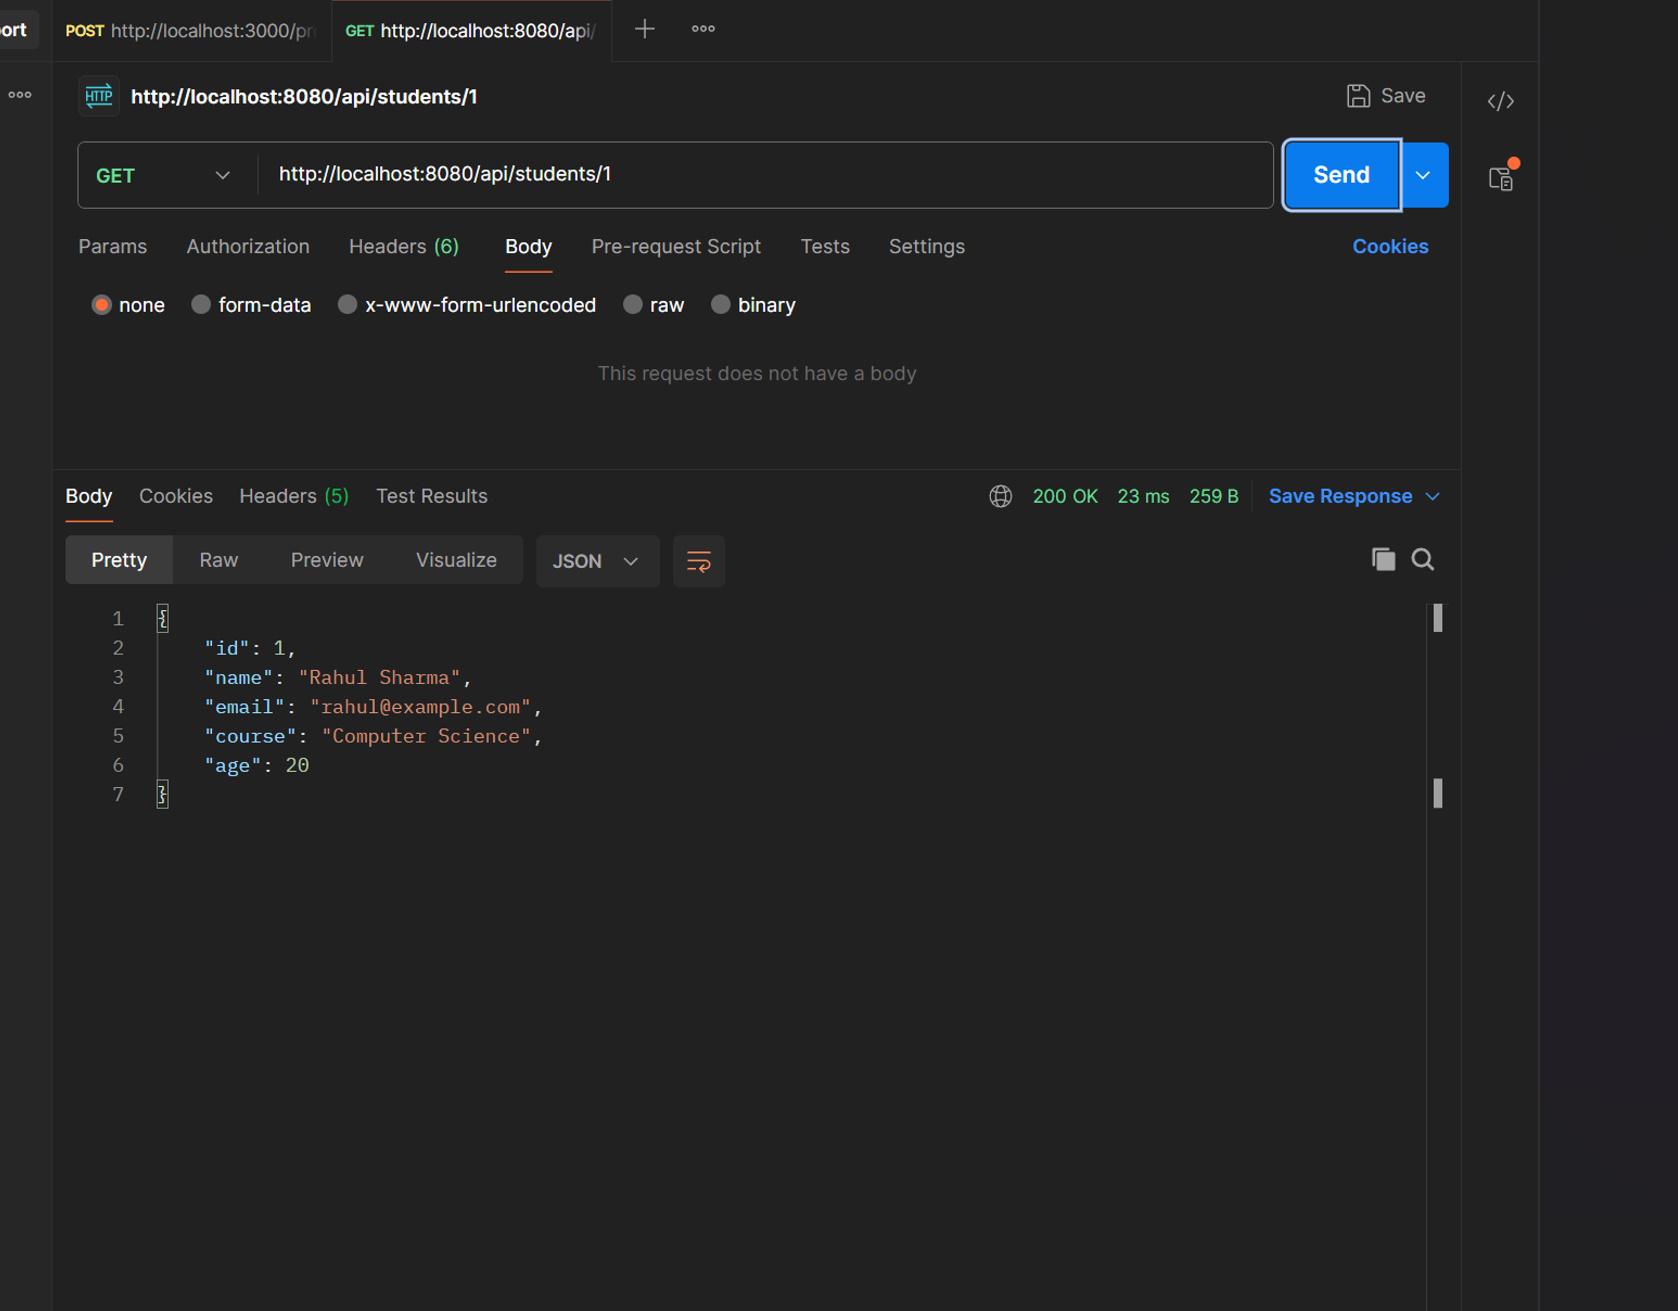 ort
POST http://localhost:3000/pr
GET http://localhost:8080/api/
HTTP http://localhost:8080/api/students/1
Save
GET http://localhost:8080/api/students/1
Send
Params Authorization Headers (6) Body Pre-request Script Tests Settings Cookies
none form-data x-www-form-urlencoded raw binary
This request does not have a body
Body Cookies Headers (5) Test Results 200 OK 23 ms 259 B Save Response
Pretty Raw Preview Visualize JSON
1 {
2 "id": 1,
3 "name": "Rahul Sharma",
4 "email": "rahul@example.com",
5 "course": "Computer Science",
6 "age": 20
7 }